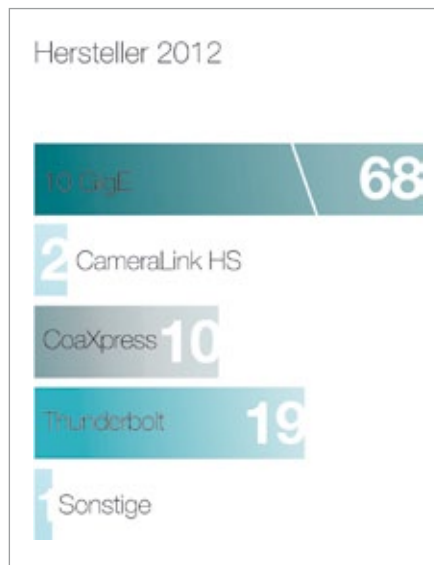 Hersteller 2012
10 GigE 68
2 CameraLink HS
CoaXpress 10
Thunderbolt 19
1 Sonstige